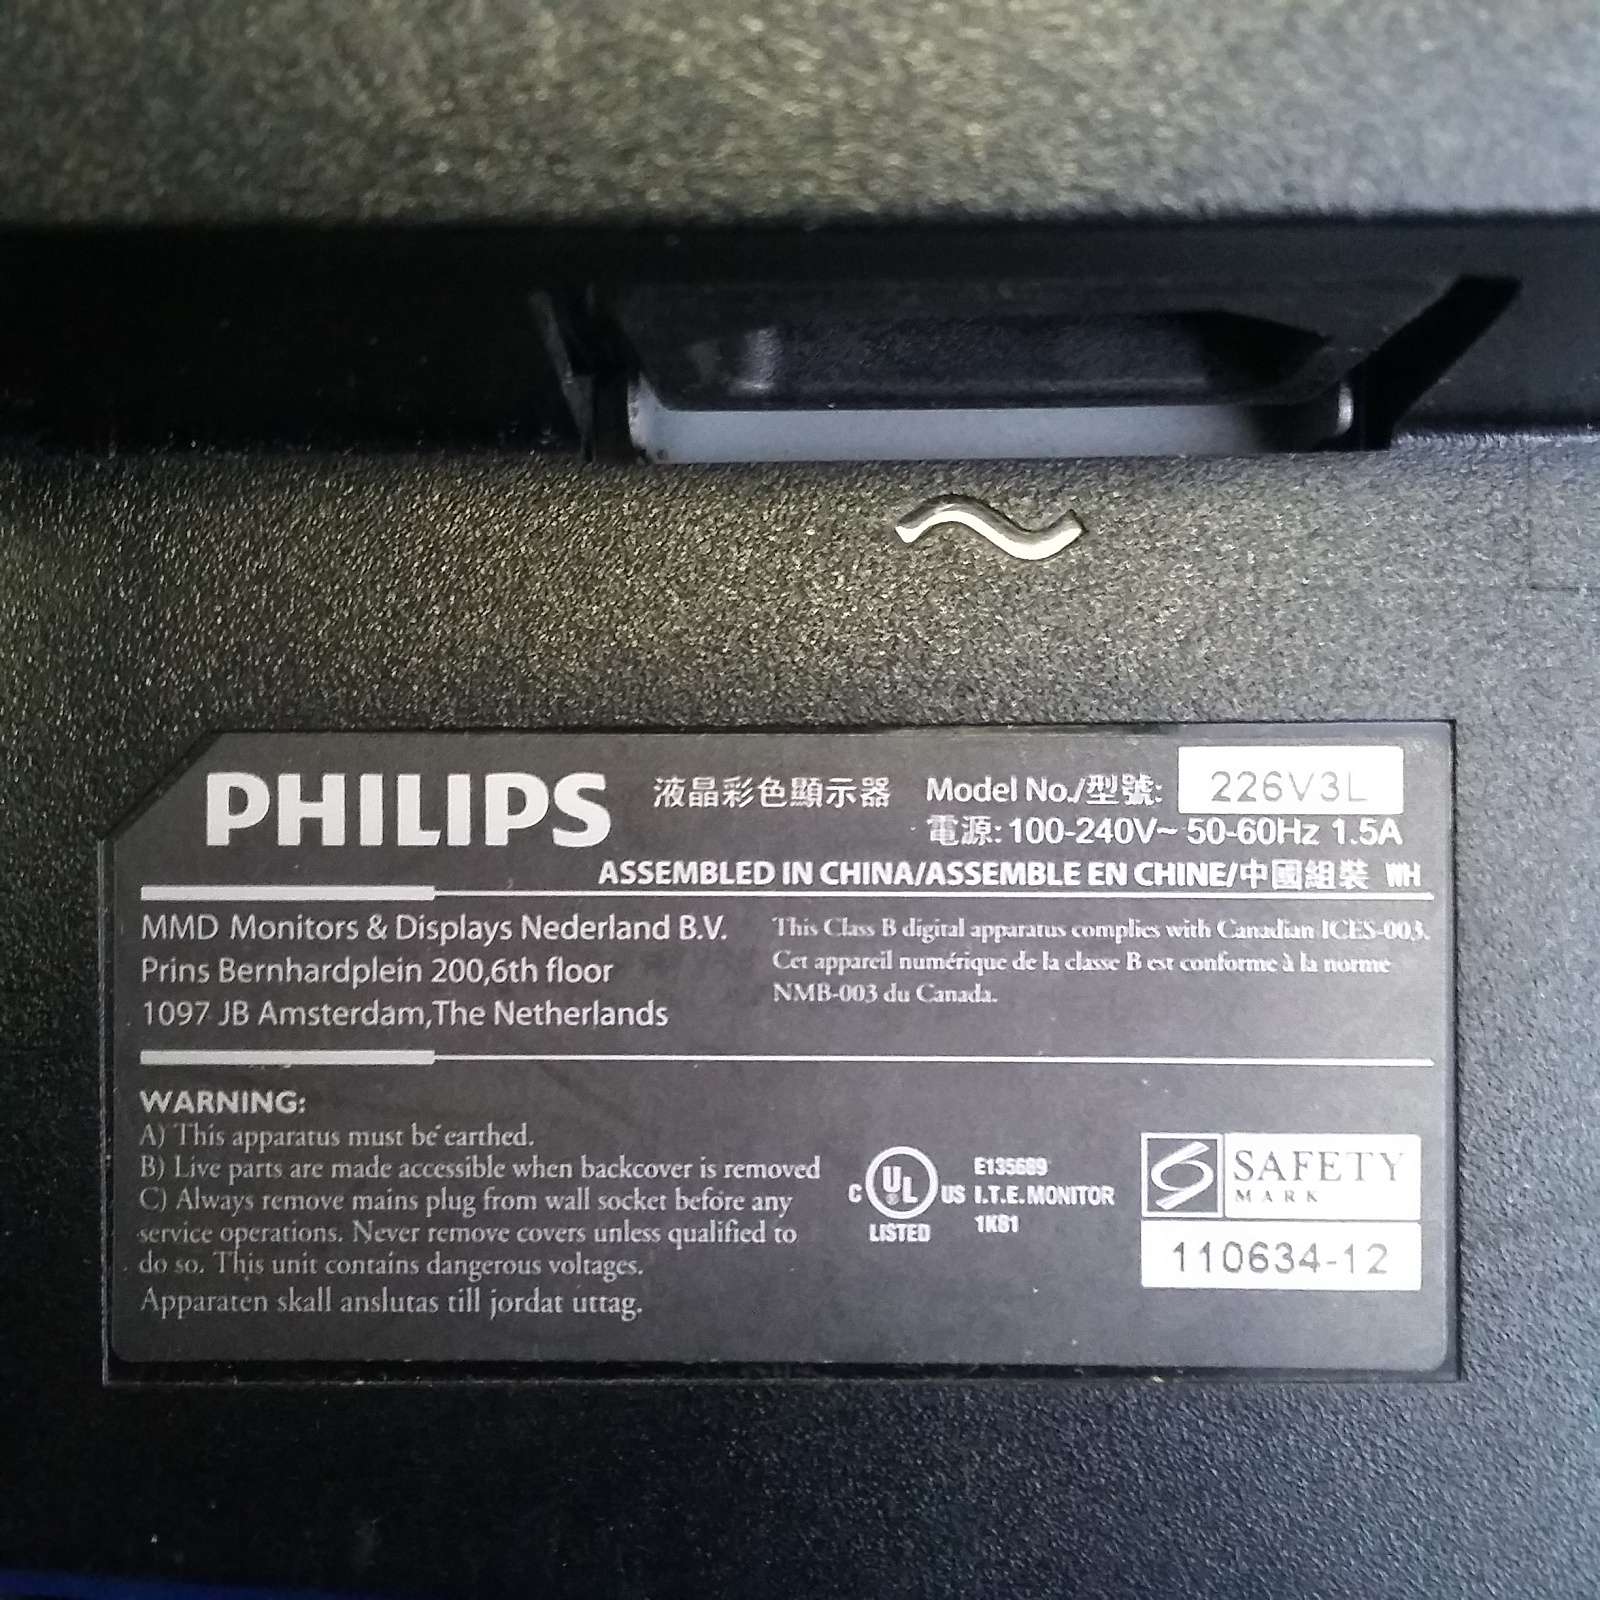 PHILIPS 液晶彩色顯示器 Model No./型號: 226V3L
電源: 100-240V~ 50-60Hz 1.5A
ASSEMBLED IN CHINA/ASSEMBLE EN CHINE/中國組裝 WH
MMD Monitors & Displays Nederland B.V.
Prins Bernhardplein 200,6th floor
1097 JB Amsterdam,The Netherlands
This Class B digital apparatus complies with Canadian ICES-003.
Cet appareil numérique de la classe B est conforme à la norme
NMB-003 du Canada.
WARNING:
A) This apparatus must be earthed.
B) Live parts are made accessible when backcover is removed
C) Always remove mains plug from wall socket before any
service operations. Never remove covers unless qualified to
do so. This unit contains dangerous voltages.
Apparaten skall anslutas till jordat uttag.
C UL US
LISTED
E135689
I.T.E.MONITOR
1K61
SAFETY
MARK
110634-12